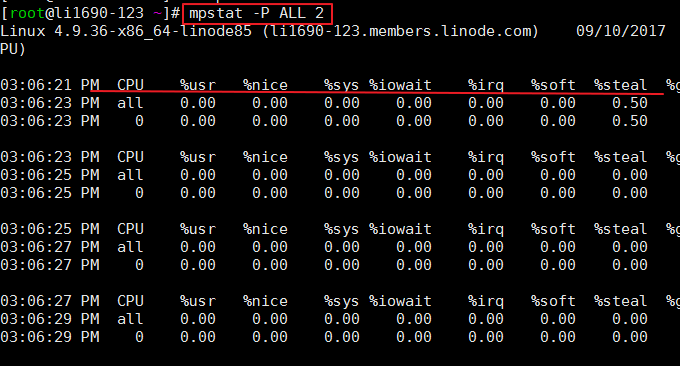 [root@li1690-123 ~]# mpstat -P ALL 2
Linux 4.9.36-x86_64-linode85 (li1690-123.members.linode.com) 09/10/2017
PU)
03:06:21 PM CPU %usr %nice %sys %iowait %irq %soft %steal %g
03:06:23 PM all 0.00 0.00 0.00 0.00 0.00 0.00 0.50
03:06:23 PM 0 0.00 0.00 0.00 0.00 0.00 0.00 0.50
03:06:23 PM CPU %usr %nice %sys %iowait %irq %soft %steal %g
03:06:25 PM all 0.00 0.00 0.00 0.00 0.00 0.00 0.00
03:06:25 PM 0 0.00 0.00 0.00 0.00 0.00 0.00 0.00
03:06:25 PM CPU %usr %nice %sys %iowait %irq %soft %steal %g
03:06:27 PM all 0.00 0.00 0.00 0.00 0.00 0.00 0.00
03:06:27 PM 0 0.00 0.00 0.00 0.00 0.00 0.00 0.00
03:06:27 PM CPU %usr %nice %sys %iowait %irq %soft %steal %g
03:06:29 PM all 0.00 0.00 0.00 0.00 0.00 0.00 0.00
03:06:29 PM 0 0.00 0.00 0.00 0.00 0.00 0.00 0.00